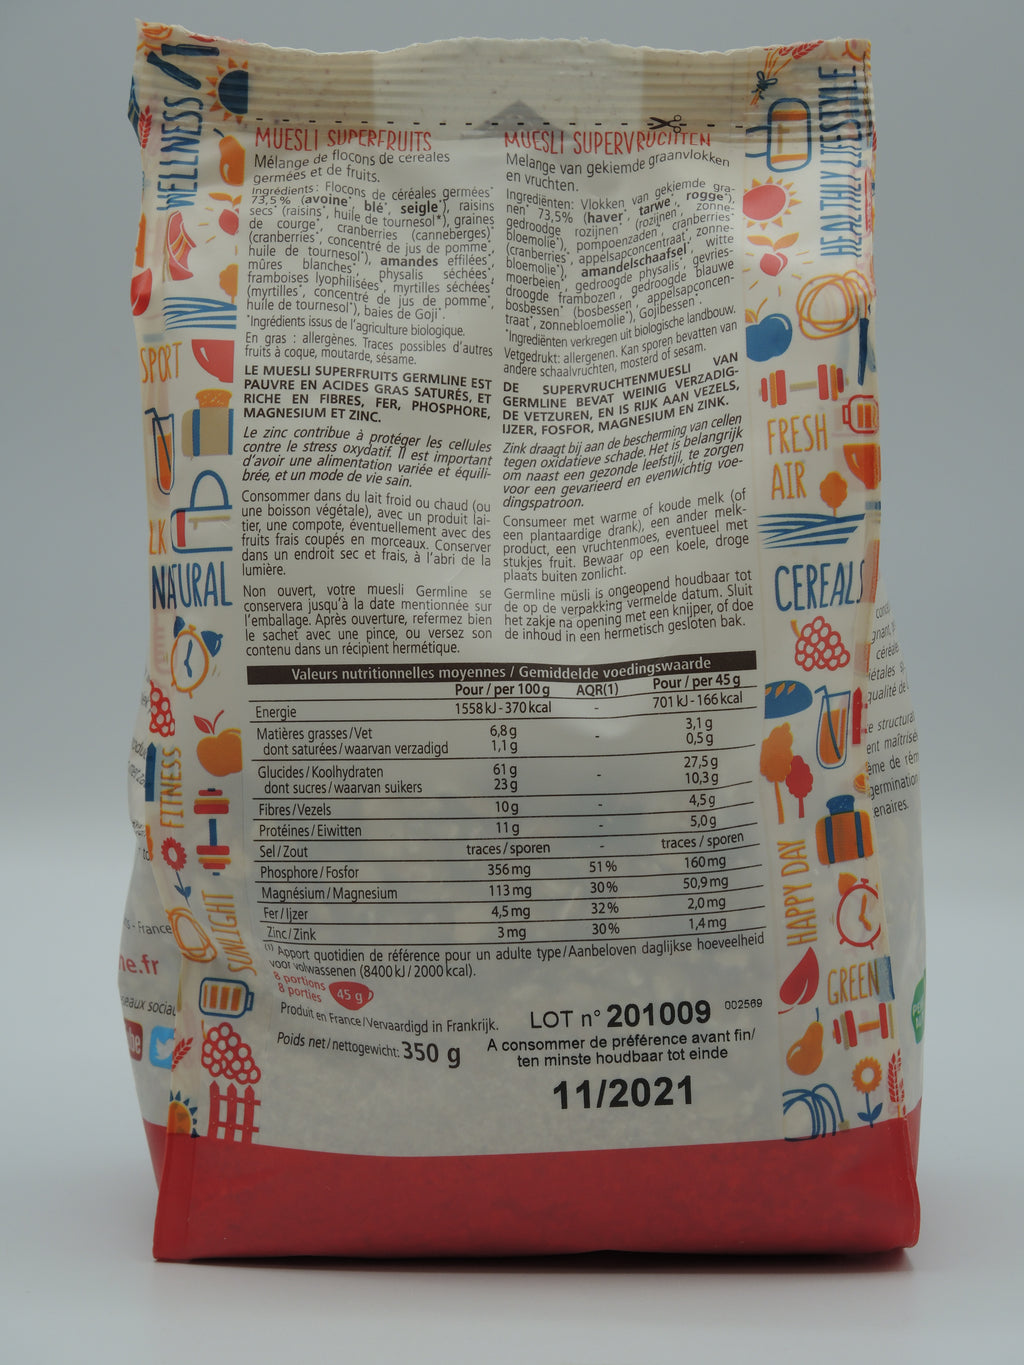 WELLNESS
SPORT
NATURAL
FITNESS
SUNLIGHT
MUESLI SUPERFRUITS
Mélange de flocons de céréales
germées et de fruits.
Ingrédients : Flocons de céréales germées*
73,5% (avoine*, blé*, seigle*), raisins
secs* (raisins*, huile de tournesol*), graines
de courge*, cranberries (canneberges)*
(cranberries*, concentré de jus de pomme*,
huile de tournesol*), amandes effilées*,
mûres blanches*, physalis séchées*,
framboises lyophilisées*, myrtilles séchées*
(myrtilles*, concentré de jus de pomme*,
huile de tournesol*), baies de Goji*.
*Ingrédients issus de l'agriculture biologique.
En gras : allergènes. Traces possibles d'autres
fruits à coque, moutarde, sésame.
LE MUESLI SUPERFRUITS GERMLINE EST
PAUVRE EN ACIDES GRAS SATURÉS, ET
RICHE EN FIBRES, FER, PHOSPHORE,
MAGNESIUM ET ZINC.
Le zinc contribue à protéger les cellules
contre le stress oxydatif. Il est important
d'avoir une alimentation variée et équili-
brée, et un mode de vie sain.
Consommer dans du lait froid ou chaud (ou
une boisson végétale), avec un produit lai-
tier, une compote, éventuellement avec des
fruits frais coupés en morceaux. Conserver
dans un endroit sec et frais, à l'abri de la
lumière.
Non ouvert, votre muesli Germline se
conservera jusqu'à la date mentionnée sur
l'emballage. Après ouverture, refermez bien
le sachet avec une pince, ou versez son
contenu dans un récipient hermétique.
MUESLI SUPERVRUCHTEN
Melange van gekiemde graanvlokken
en vruchten.
Ingrediënten: Vlokken van gekiemde gra-
nen* 73,5% (haver*, tarwe*, rogge*),
gedroogde rozijnen* (rozijnen*, zonne-
bloemolie*), pompoenzaden*, cranberries*
(cranberries*, appelsapconcentraat*, zonne-
bloemolie*), amandelschaafsel*, witte
moerbeien*, gedroogde physalis*, gevries-
droogde frambozen*, gedroogde blauwe
bosbessen* (bosbessen*, appelsapconcen-
traat*, zonnebloemolie*), Gojibessen*.
*Ingrediënten verkregen uit biologische landbouw.
Vetgedrukt: allergenen. Kan sporen bevatten van
andere schaalvruchten, mosterd of sesam.
DE SUPERVRUCHTENMUESLI VAN
GERMLINE BEVAT WEINIG VERZADIG-
DE VETZUREN, EN IS RIJK AAN VEZELS,
IJZER, FOSFOR, MAGNESIUM EN ZINK.
Zink draagt bij aan de bescherming van cellen
tegen oxidatieve schade. Het is belangrijk
om naast een gezonde leefstijl, te zorgen
voor een gevarieerd en evenwichtig voe-
dingspatroon.
Consumeer met warme of koude melk (of
een plantaardige drank), een ander melk-
product, een vruchtenmoes, eventueel met
stukjes fruit. Bewaar op een koele, droge
plaats buiten zonlicht.
Germline müsli is ongeopend houdbaar tot
de op de verpakking vermelde datum. Sluit
het zakje na opening met een knijper, of doe
de inhoud in een hermetisch gesloten bak.
Valeurs nutritionnelles moyennes / Gemiddelde voedingswaarde
Pour / per 100 g AQR(1) Pour / per 45 g
Energie 1558 kJ - 370 kcal - 701 kJ - 166 kcal
Matières grasses / Vet 6,8 g - 3,1 g
dont saturées / waarvan verzadigd 1,1 g 0,5 g
Glucides / Koolhydraten 61 g - 27,5 g
dont sucres / waarvan suikers 23 g 10,3 g
Fibres / Vezels 10 g - 4,5 g
Protéines / Eiwitten 11 g - 5,0 g
Sel / Zout traces / sporen - traces / sporen
Phosphore / Fosfor 356 mg 51 % 160 mg
Magnésium / Magnesium 113 mg 30 % 50,9 mg
Fer / Ijzer 4,5 mg 32 % 2,0 mg
Zinc / Zink 3 mg 30 % 1,4 mg
(1) Apport quotidien de référence pour un adulte type / Aanbeloven daglijkse hoeveelheid
voor volwassenen (8400 kJ / 2000 kcal).
8 portions
8 porties
45 g
Produit en France / Vervaardigd in Frankrijk.
Poids net / nettogewicht: 350 g
LOT n° 201009 002569
A consommer de préférence avant fin/
ten minste houdbaar tot einde
11/2021
HEALTHY LIFESTYLE
FRESH
AIR
CEREALS
HAPPY DAY
GREEN
céréale
qualité de
structura
ent maîtrisé
germination
enaires.
- France
ne.fr
eaux sociau